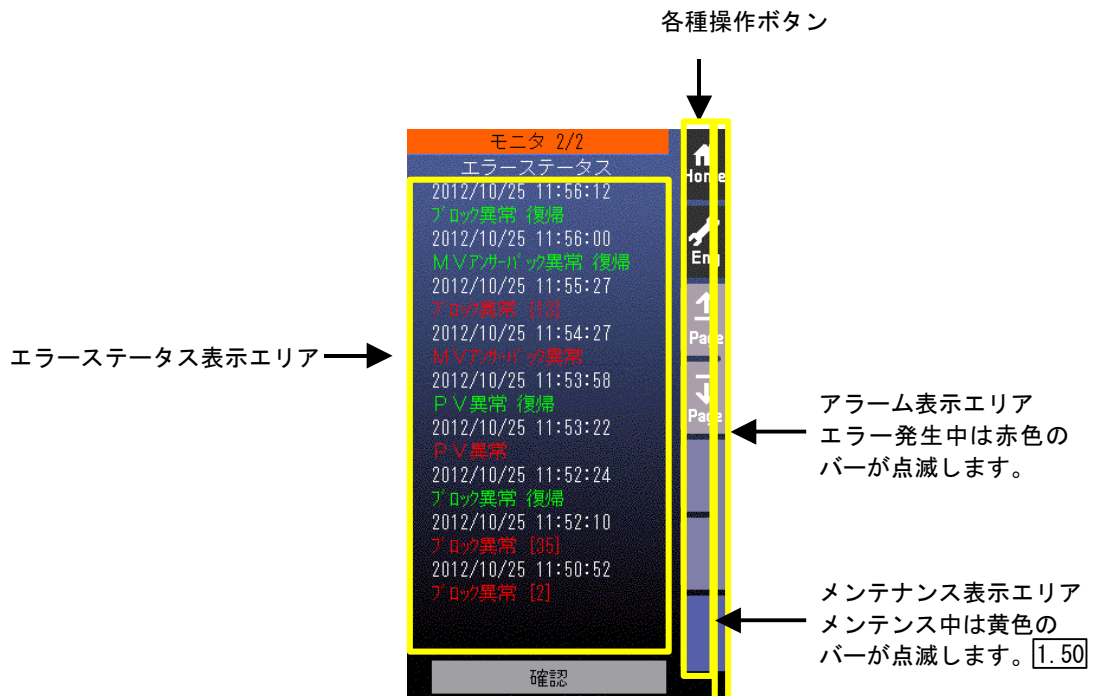 各種操作ボタン
モニタ 2/2
エラーステータス
2012/10/25 11:56:12
ブロック異常 復帰
2012/10/25 11:56:00
MVアンサーバック異常 復帰
2012/10/25 11:55:27
ブロック異常 [13]
2012/10/25 11:54:27
MVアンサーバック異常
2012/10/25 11:53:58
PV異常 復帰
2012/10/25 11:53:22
PV異常
2012/10/25 11:52:24
ブロック異常 復帰
2012/10/25 11:52:10
ブロック異常 [35]
2012/10/25 11:50:52
ブロック異常 [2]
確認
Home
Eng
Page
Page
エラーステータス表示エリア
アラーム表示エリア
エラー発生中は赤色の
バーが点滅します。
メンテナンス表示エリア
メンテンス中は黄色の
バーが点滅します。1.50